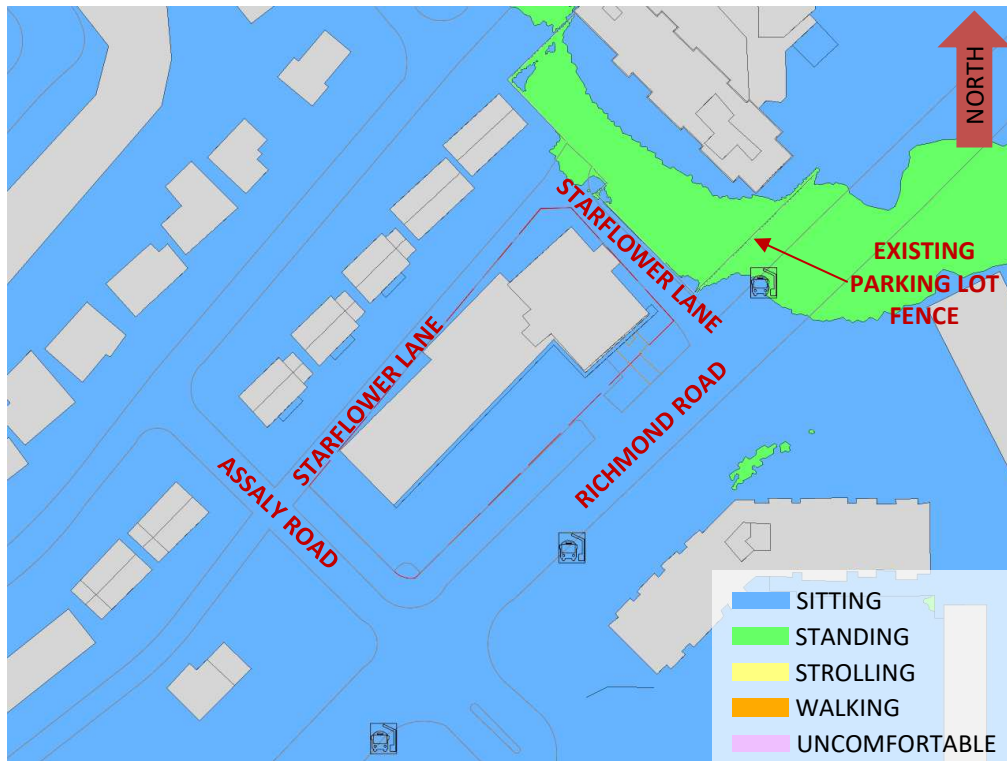 NORTH
STARFLOWER LANE
EXISTING
PARKING LOT
FENCE
STARFLOWER LANE
RICHMOND ROAD
ASSALY ROAD
SITTING
STANDING
STROLLING
WALKING
UNCOMFORTABLE